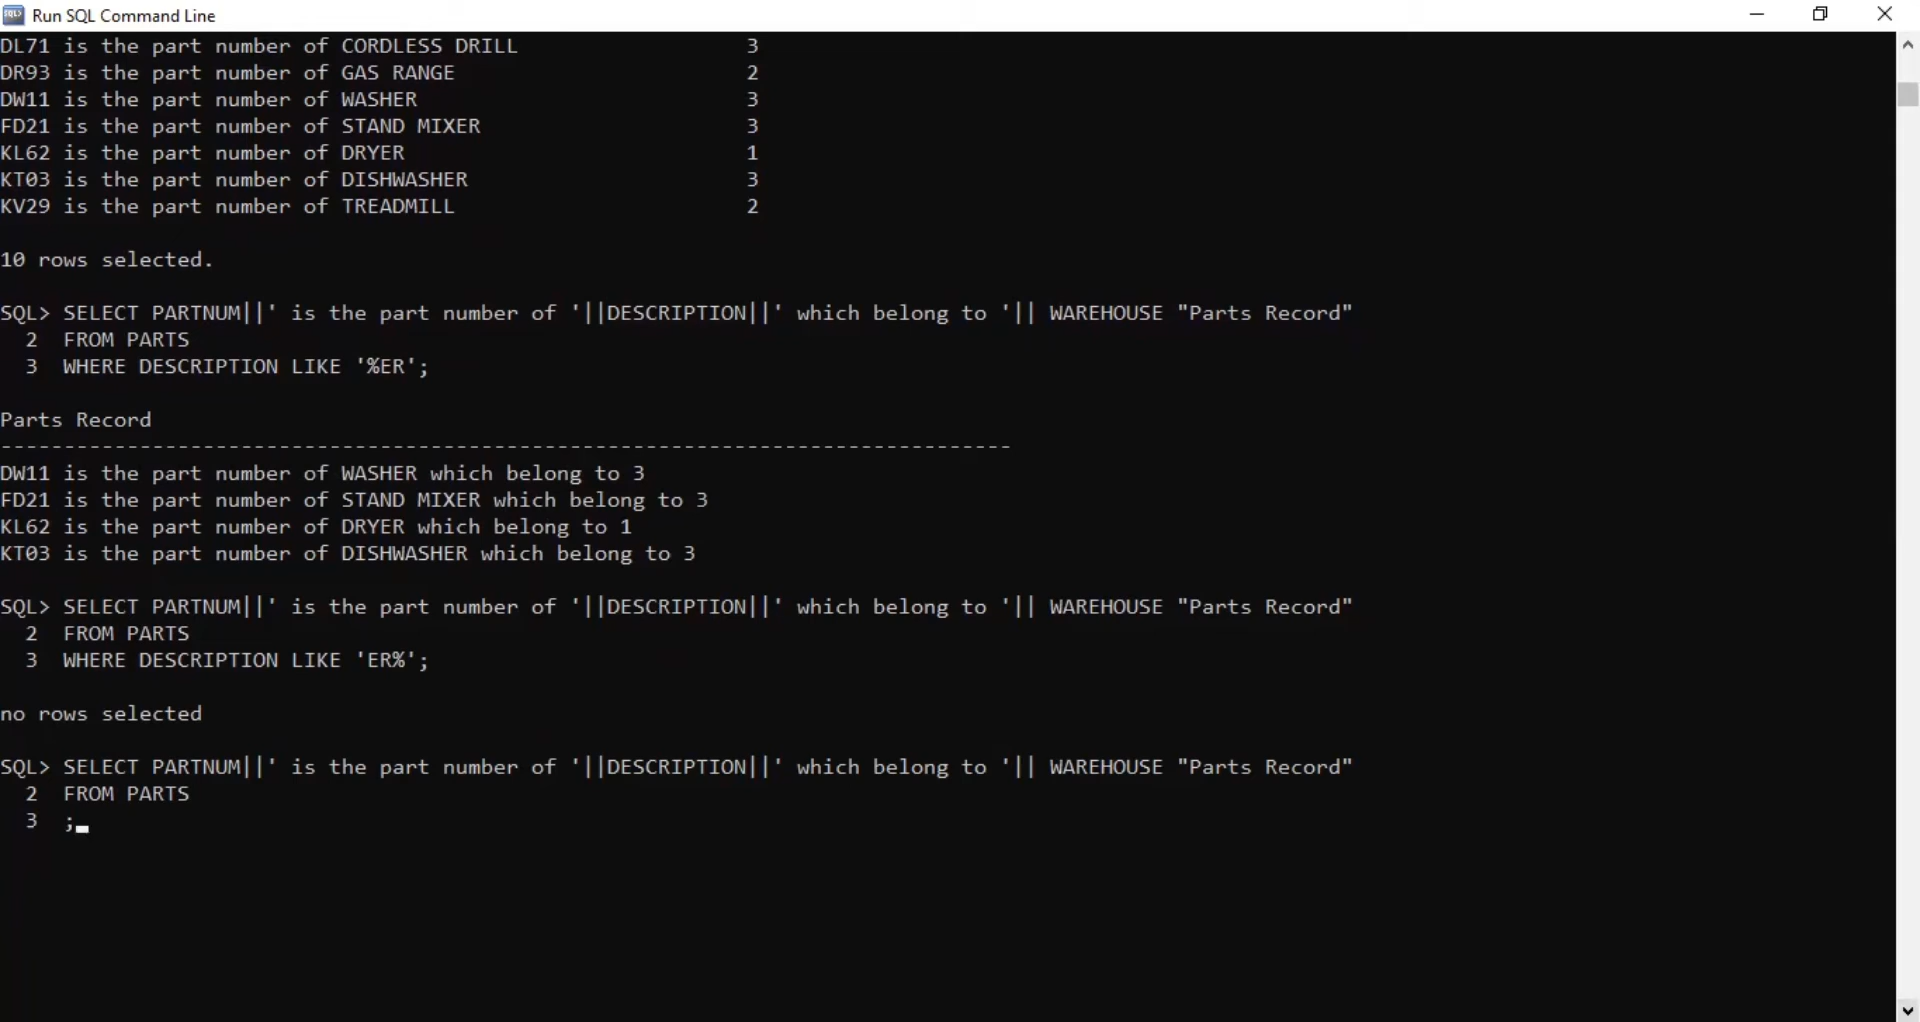 Run SQL Command Line
DL71 is the part number of CORDLESS DRILL 3
DR93 is the part number of GAS RANGE 2
DW11 is the part number of WASHER 3
FD21 is the part number of STAND MIXER 3
KL62 is the part number of DRYER 1
KT03 is the part number of DISHWASHER 3
KV29 is the part number of TREADMILL 2
10 rows selected.
SQL> SELECT PARTNUM||' is the part number of '||DESCRIPTION||' which belong to '|| WAREHOUSE "Parts Record"
2 FROM PARTS
3 WHERE DESCRIPTION LIKE '%ER';
Parts Record
--------------------------------------------------------------------------------
DW11 is the part number of WASHER which belong to 3
FD21 is the part number of STAND MIXER which belong to 3
KL62 is the part number of DRYER which belong to 1
KT03 is the part number of DISHWASHER which belong to 3
SQL> SELECT PARTNUM||' is the part number of '||DESCRIPTION||' which belong to '|| WAREHOUSE "Parts Record"
2 FROM PARTS
3 WHERE DESCRIPTION LIKE 'ER%';
no rows selected
SQL> SELECT PARTNUM||' is the part number of '||DESCRIPTION||' which belong to '|| WAREHOUSE "Parts Record"
2 FROM PARTS
3 ;